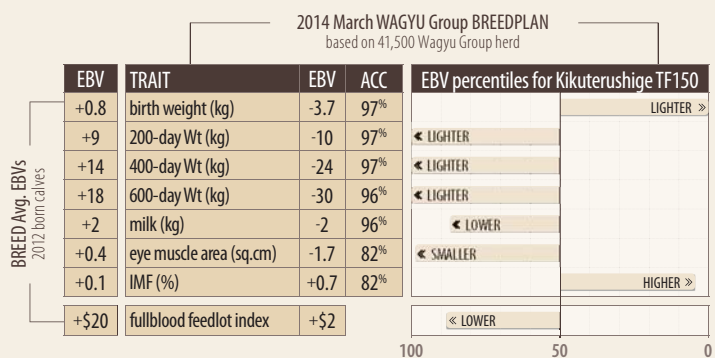 2014 March WAGYU Group BREEDPLAN
based on 41,500 Wagyu Group herd
EBV TRAIT EBV ACC EBV percentiles for Kikuterushige TF150
+0.8 birth weight (kg) -3.7 97% LIGHTER »
+9 200-day Wt (kg) -10 97% « LIGHTER
+14 400-day Wt (kg) -24 97% « LIGHTER
+18 600-day Wt (kg) -30 96% « LIGHTER
+2 milk (kg) -2 96% « LOWER
+0.4 eye muscle area (sq.cm) -1.7 82% « SMALLER
+0.1 IMF (%) +0.7 82% HIGHER »
+$20 fullblood feedlot index +$2 « LOWER
100 50 0
BREED Avg. EBVs
2012 born calves